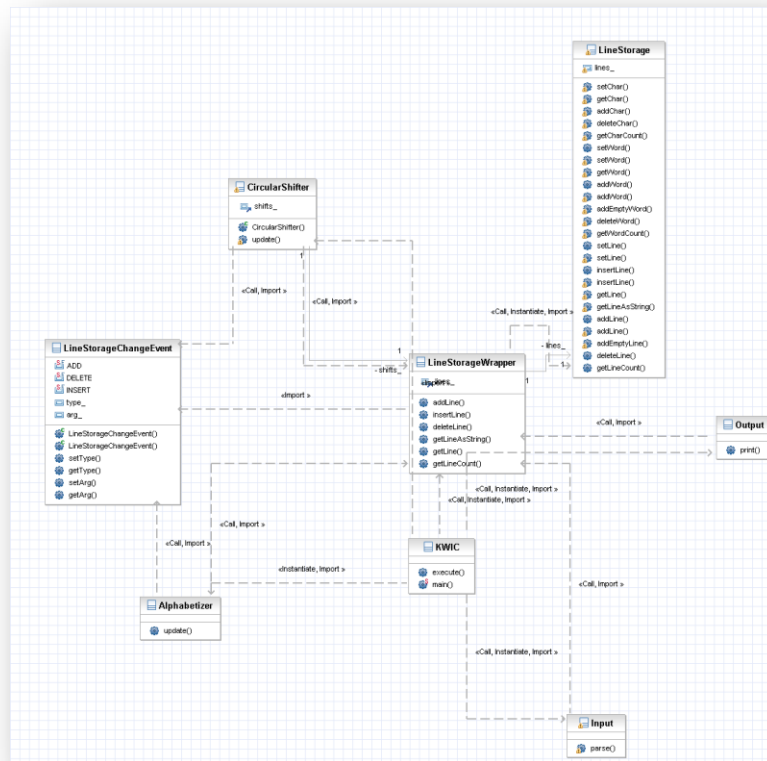 LineStorage
lines_
setChar()
getChar()
addChar()
deleteChar()
getCharCount()
setWord()
setWord()
getWord()
addWord()
addWord()
addEmptyWord()
deleteWord()
getWordCount()
setLine()
setLine()
insertLine()
insertLine()
getLine()
getLineAsString()
addLine()
addLine()
addEmptyLine()
deleteLine()
getLineCount()
CircularShifter
shifts_
CircularShifter()
update()
1
«Call, Import »
«Call, Import »
«Call, Instantiate, Import »
- lines_
1
1
1
- shifts_
LineStorageChangeEvent
ADD
DELETE
INSERT
type_
arg_
LineStorageChangeEvent()
LineStorageChangeEvent()
setType()
getType()
setArg()
getArg()
«Import »
LineStorageWrapper
lines_
addLine()
insertLine()
deleteLine()
getLineAsString()
getLine()
getLineCount()
«Call, Import »
Output
print()
«Call, Instantiate, Import »
«Call, Instantiate, Import »
«Call, Import »
«Call, Import »
KWIC
execute()
main()
«Instantiate, Import »
«Call, Import »
Alphabetizer
update()
«Call, Instantiate, Import »
Input
parse()